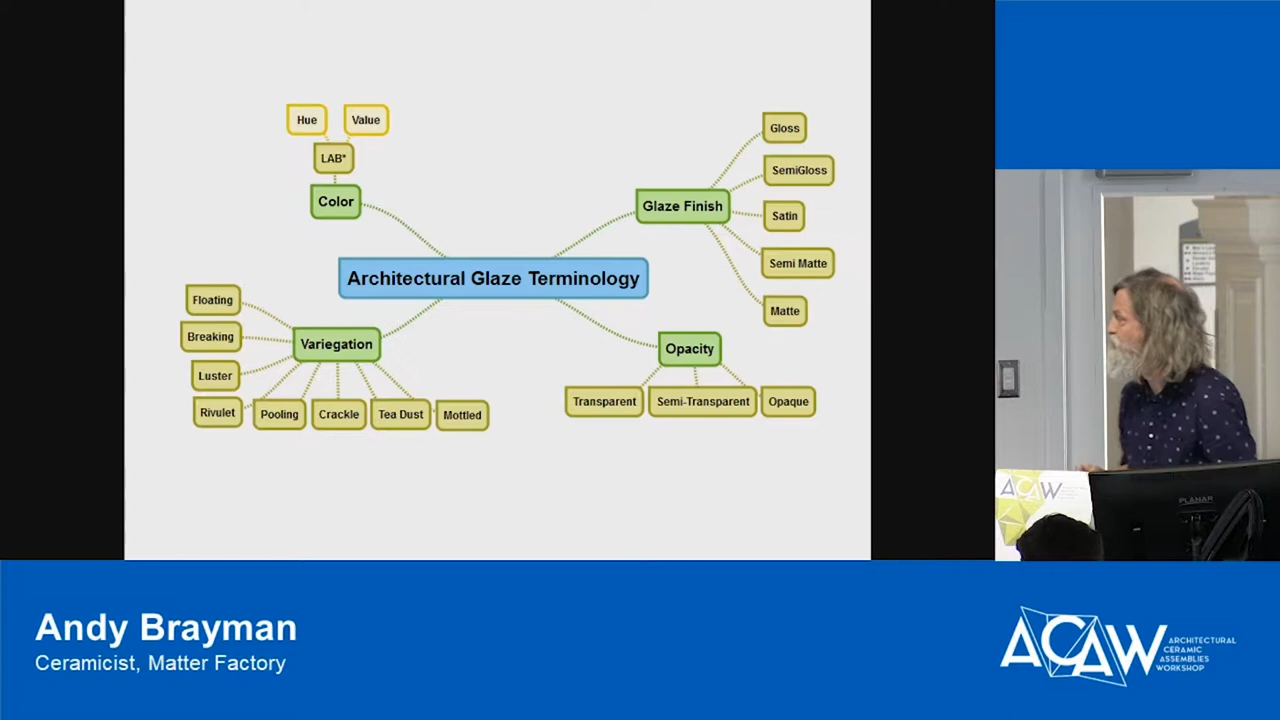 Hue
Value
LAB*
Color
Gloss
SemiGloss
Glaze Finish
Satin
Semi Matte
Matte
Architectural Glaze Terminology
Floating
Breaking
Variegation
Luster
Rivulet
Pooling
Crackle
Tea Dust
Mottled
Opacity
Transparent
Semi-Transparent
Opaque
ACAW
PLANAR
Andy Brayman
Ceramicist, Matter Factory
ACAW
ARCHITECTURAL
CERAMIC
ASSEMBLIES
WORKSHOP